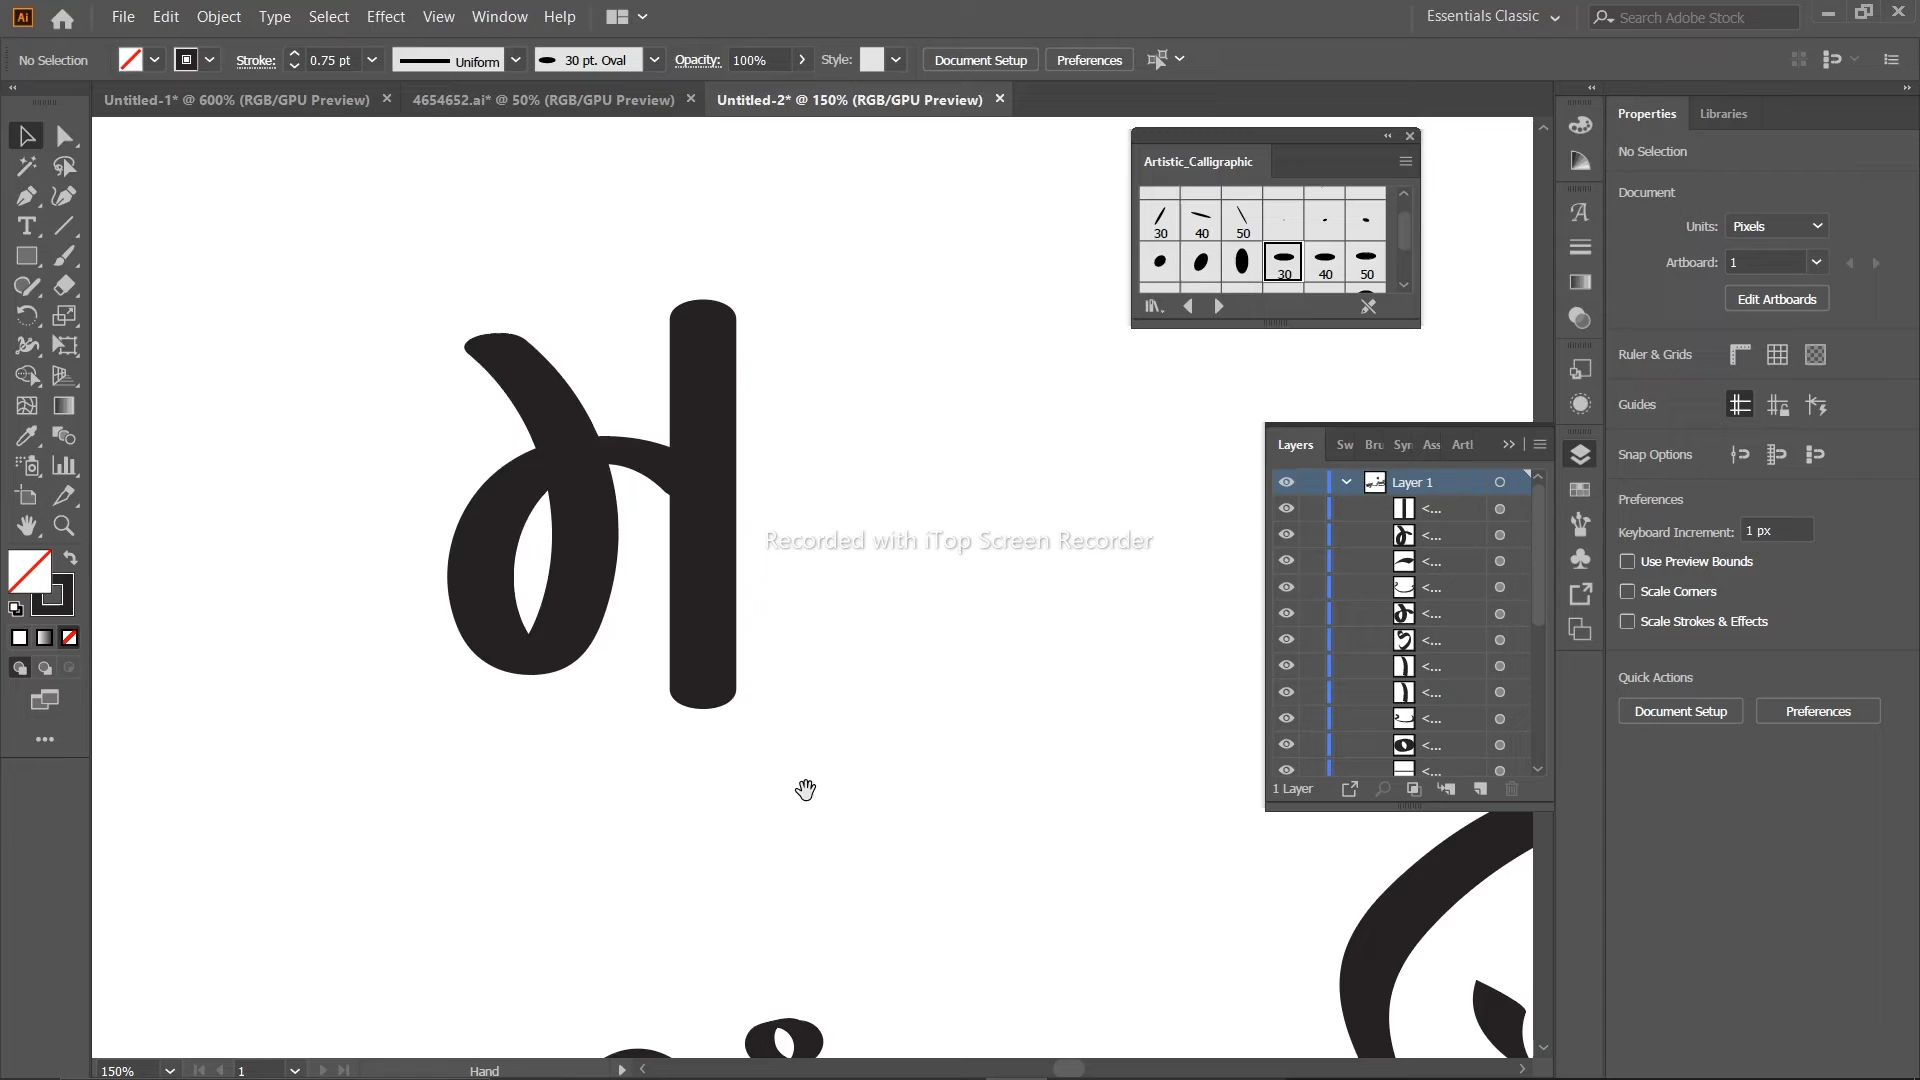 Ai File Edit Object Type Select Effect View Window Help Essentials Classic Search Adobe Stock
No Selection Stroke: 0.75 pt Uniform 30 pt. Oval Opacity: 100% Style: Document Setup Preferences
Untitled-1* @ 600% (RGB/GPU Preview) 4654652.ai* @ 50% (RGB/GPU Preview) Untitled-2* @ 150% (RGB/GPU Preview)
Properties Libraries
No Selection
Document
Units: Pixels
Artboard: 1
Edit Artboards
Ruler & Grids
Guides
Snap Options
Preferences
Keyboard Increment: 1 px
Use Preview Bounds
Scale Corners
Scale Strokes & Effects
Quick Actions
Document Setup Preferences
Artistic_Calligraphic
30 40 50
30 40 50
Layers Sw Bru Syr Ass Artl
Layer 1
<...
<...
<...
<...
<...
<...
<...
<...
<...
<...
<...
1 Layer
म
Recorded with iTop Screen Recorder
150% 1 Hand